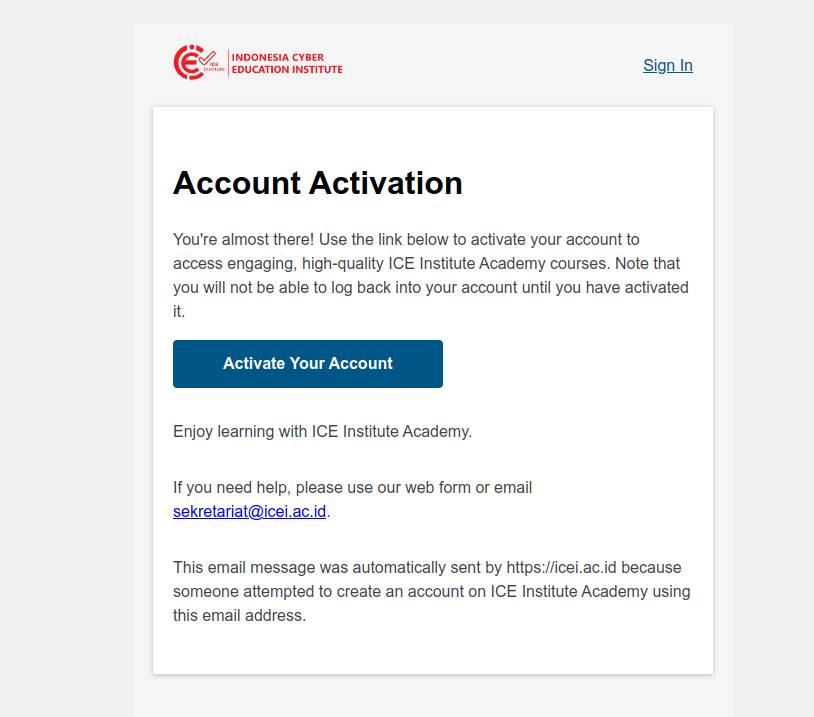 ICE
Institute
INDONESIA CYBER
EDUCATION INSTITUTE
Sign In
Account Activation
You're almost there! Use the link below to activate your account to
access engaging, high-quality ICE Institute Academy courses. Note that
you will not be able to log back into your account until you have activated
it.
Activate Your Account
Enjoy learning with ICE Institute Academy.
If you need help, please use our web form or email
sekretariat@icei.ac.id.
This email message was automatically sent by https://icei.ac.id because
someone attempted to create an account on ICE Institute Academy using
this email address.